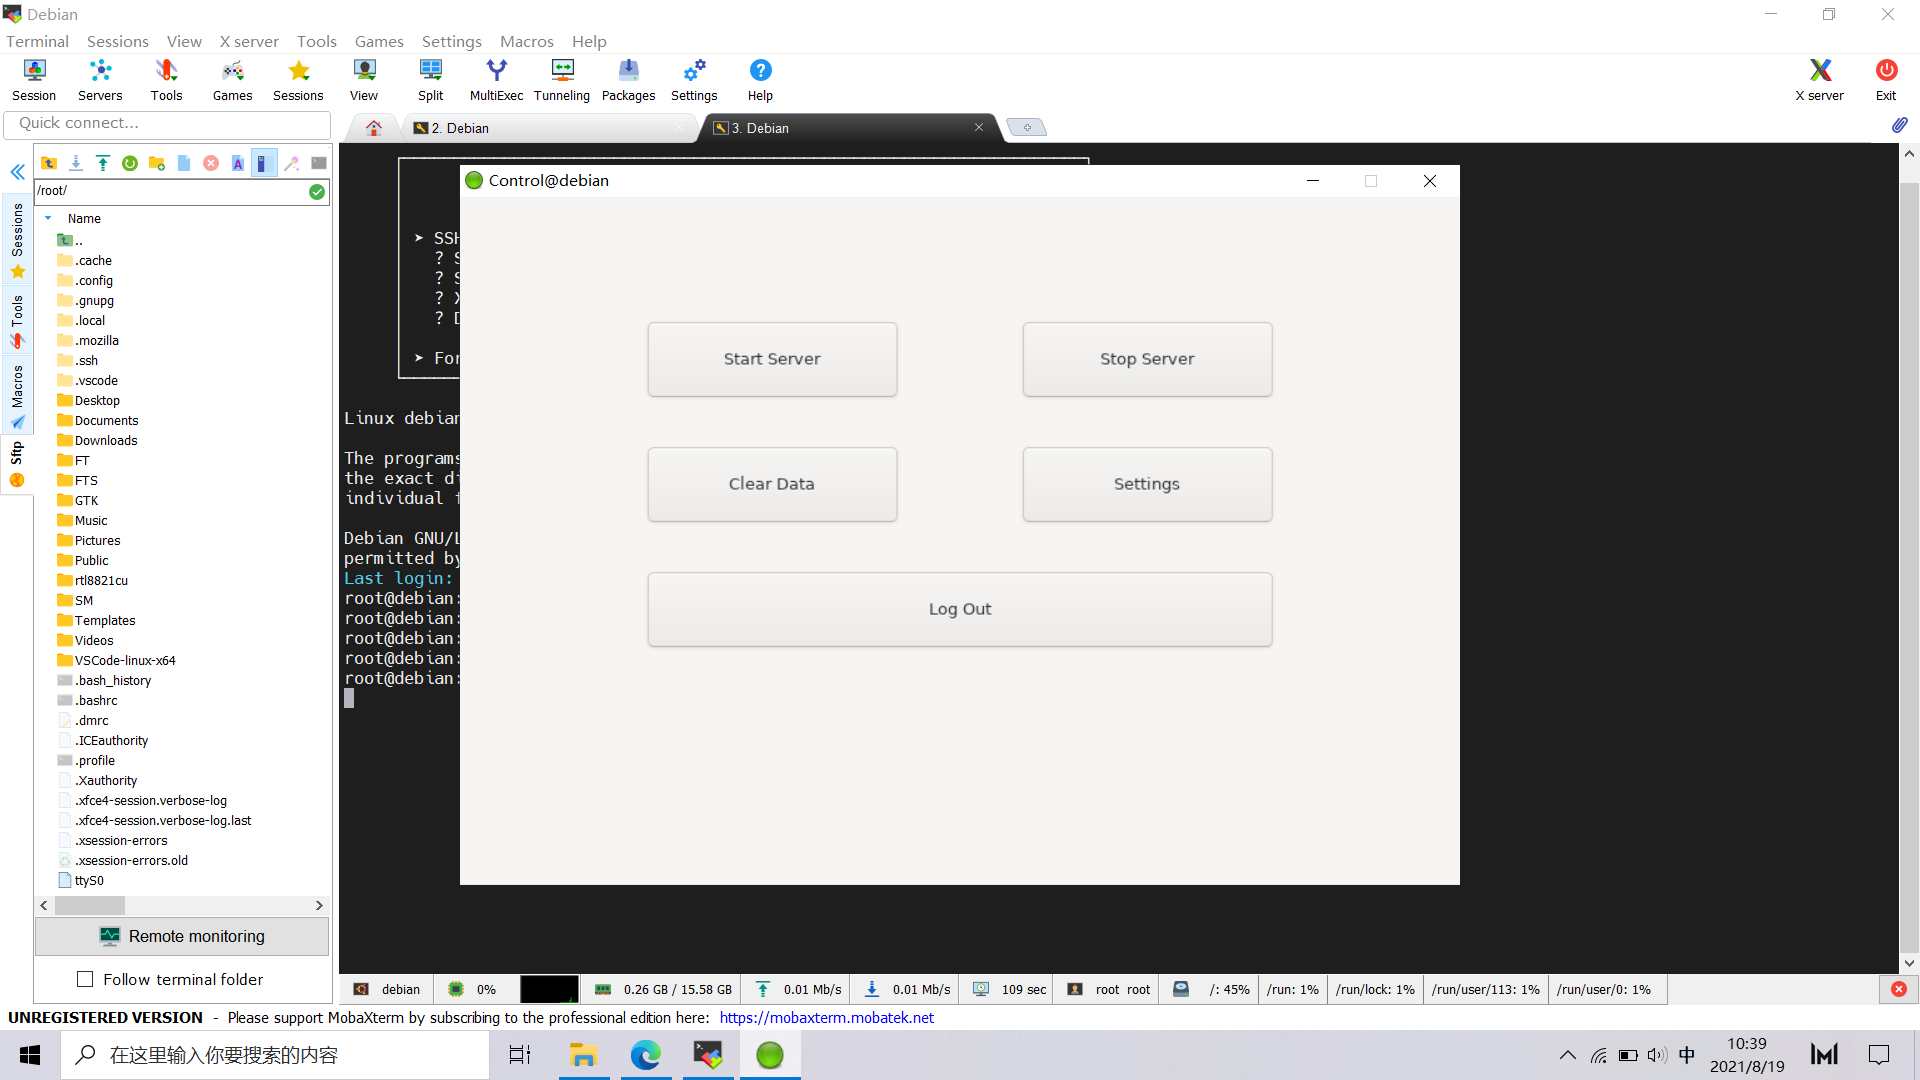 Debian
Terminal Sessions View X server Tools Games Settings Macros Help
Session Servers Tools Games Sessions View Split MultiExec Tunneling Packages Settings Help X server Exit
Quick connect...
2. Debian
3. Debian
/root/
Name
..
.cache
.config
.gnupg
.local
.mozilla
.ssh
.vscode
Desktop
Documents
Downloads
FT
FTS
GTK
Music
Pictures
Public
rtl8821cu
SM
Templates
Videos
VSCode-linux-x64
.bash_history
.bashrc
.dmrc
.ICEauthority
.profile
.Xauthority
.xfce4-session.verbose-log
.xfce4-session.verbose-log.last
.xsession-errors
.xsession-errors.old
ttyS0
Sessions
Tools
Macros
Sftp
Remote monitoring
Follow terminal folder
➤ SSH
? S
? S
? X
? D
➤ For
Linux debian
The programs
the exact di
individual f
Debian GNU/L
permitted by
Last login:
root@debian:
root@debian:
root@debian:
root@debian:
root@debian:
Control@debian
Start Server
Stop Server
Clear Data
Settings
Log Out
debian 0% 0.26 GB / 15.58 GB 0.01 Mb/s 0.01 Mb/s 109 sec root root /: 45% /run: 1% /run/lock: 1% /run/user/113: 1% /run/user/0: 1%
UNREGISTERED VERSION - Please support MobaXterm by subscribing to the professional edition here: https://mobaxterm.mobatek.net
在这里输入你要搜索的内容
中
10:39
2021/8/19